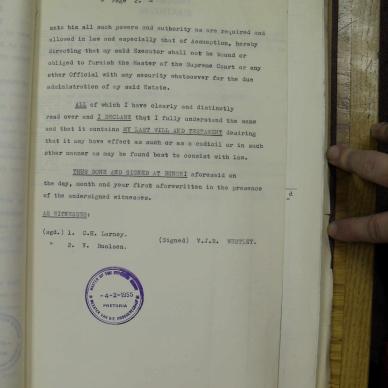 - Page 2. -
unto him all such powers and authority as are required and
allowed in law and especially that of Assumption, hereby
directing that my said Executor shall not be bound or
obliged to furnish the Master of the Supreme Court or any
other Official with any security whatsoever for the due
administration of my said Estate.
ALL of which I have clearly and distinctly
read over and I DECLARE that I fully understand the same
and that it contains MY LAST WILL AND TESTAMENT desiring
that it may have effect as such or as a codicil or in such
other manner as may be found best to consist with law.
THUS DONE AND SIGNED AT BENONI aforesaid on
the day, month and year first aforewritten in the presence
of the undersigned witnesses.
AS WITNESSES:
(sgd.) 1. C.H.
" 2. V.
(Signed) V.J.R.
MASTER OF THE SUPREME COURT
-4-2-1955
PRETORIA
d